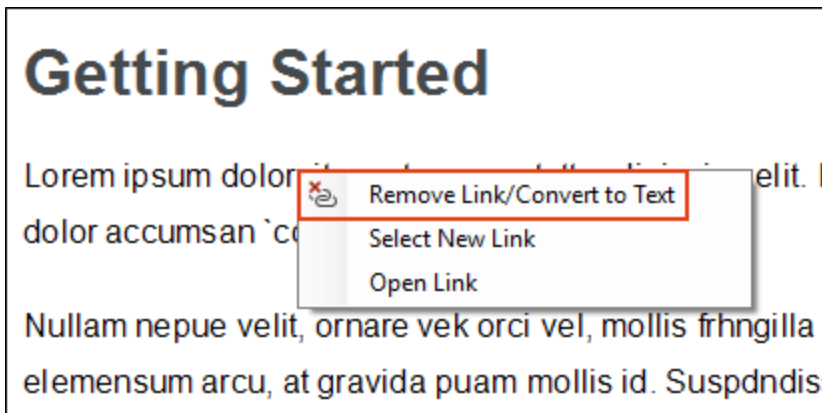 Getting Started
Lorem ipsum dolor elit.
Remove Link/Convert to Text
dolor accumsan `co
Select New Link
Open Link
Nullam nepue velit, ornare vek orci vel, mollis frhngilla
elemensum arcu, at gravida puam mollis id. Suspdndis